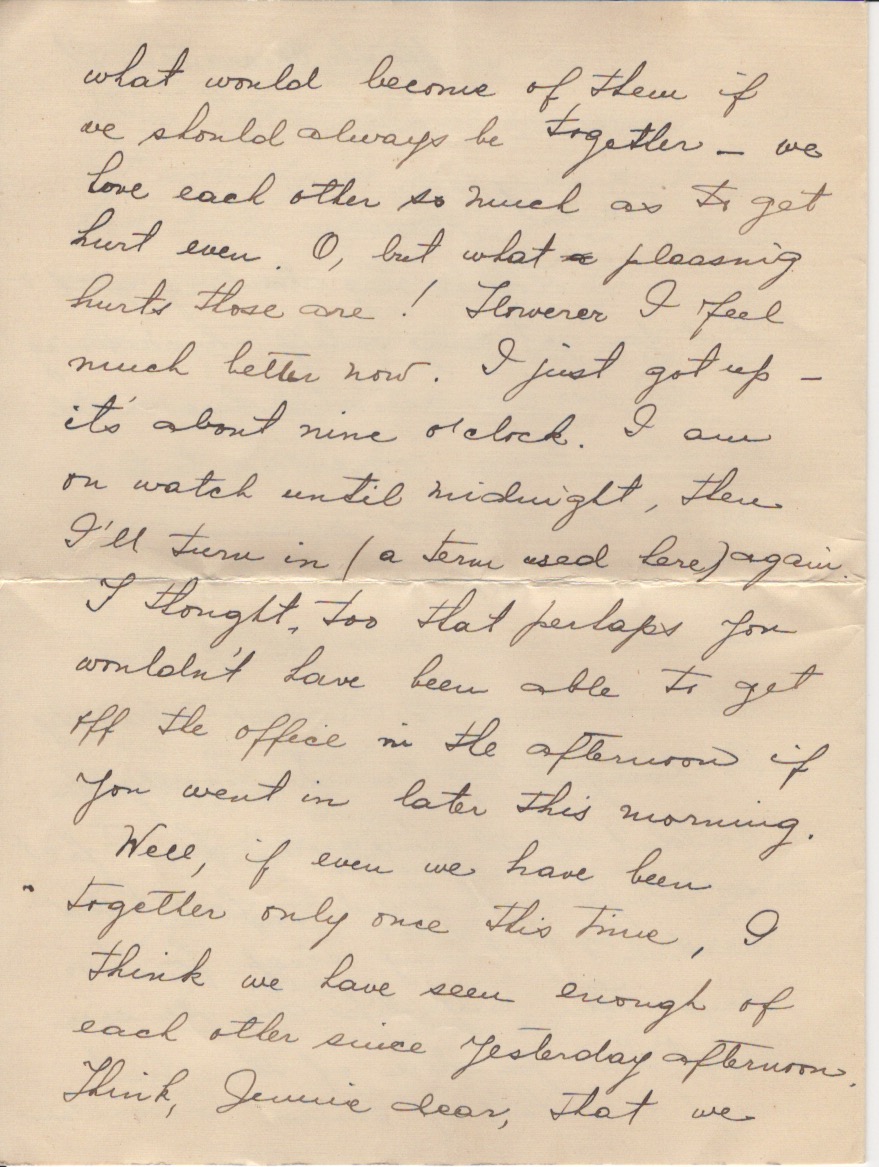 what would become of them if
we should always be together – we
love each other so much as to get
hurt even. O, but what pleasing
hurts those are! However I feel
much better now. I just got up –
it's about nine o'clock. I am
on watch until midnight, then
I'll turn in (a term used here) again.
I thought, too that perhaps you
wouldn't have been able to get
off the office in the afternoon if
you went in later this morning.
Well, if even we have been
together only once this time, I
think we have seen enough of
each other since yesterday afternoon.
Think, Jennie dear, that we